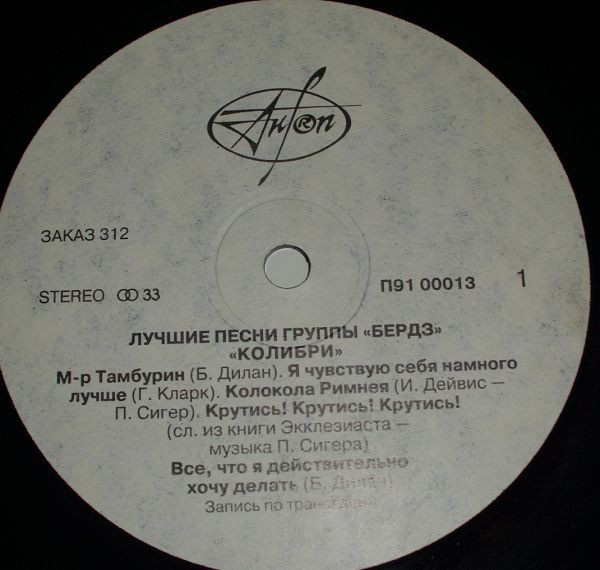 АнTроп
ЗАКАЗ 312
STEREO 33
П91 00013
1
ЛУЧШИЕ ПЕСНИ ГРУППЫ «БЕРДЗ»
«КОЛИБРИ»
М-р Тамбурин (Б. Дилан). Я чувствую себя намного
лучше (Г. Кларк). Колокола Римнея (И. Дейвис –
П. Сигер). Крутись! Крутись! Крутись!
(сл. из книги Экклезиаста –
музыка П. Сигера)
Все, что я действительно
хочу делать (Б. Дилан)
Запись по